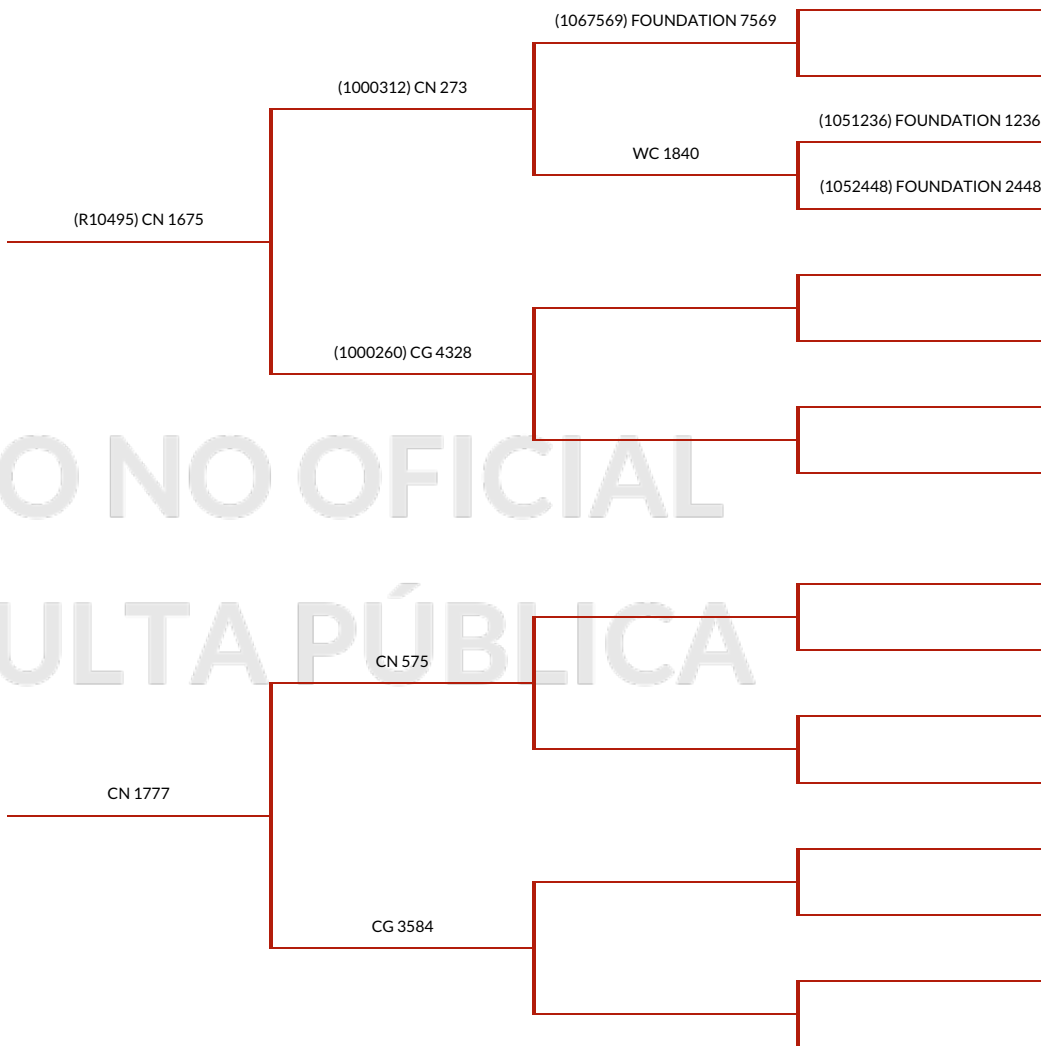 (1067569) FOUNDATION 7569
(1000312) CN 273
(1051236) FOUNDATION 1236
WC 1840
(1052448) FOUNDATION 2448
(R10495) CN 1675
(1000260) CG 4328
O NO OFICIAL
ULTA PÚBLICA
CN 575
CN 1777
CG 3584